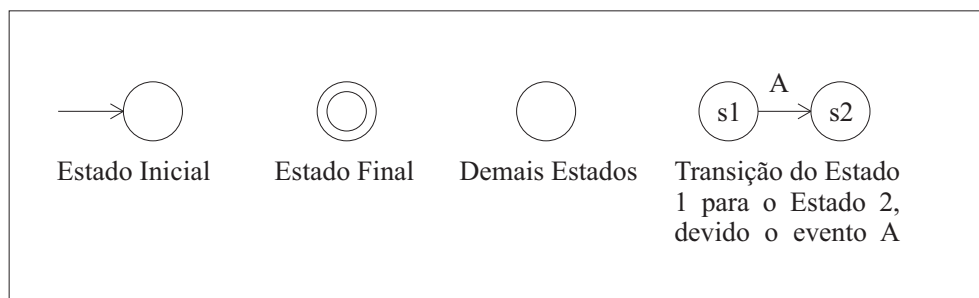 A
s1
s2
Estado Inicial
Estado Final
Demais Estados
Transição do Estado
1 para o Estado 2,
devido o evento A